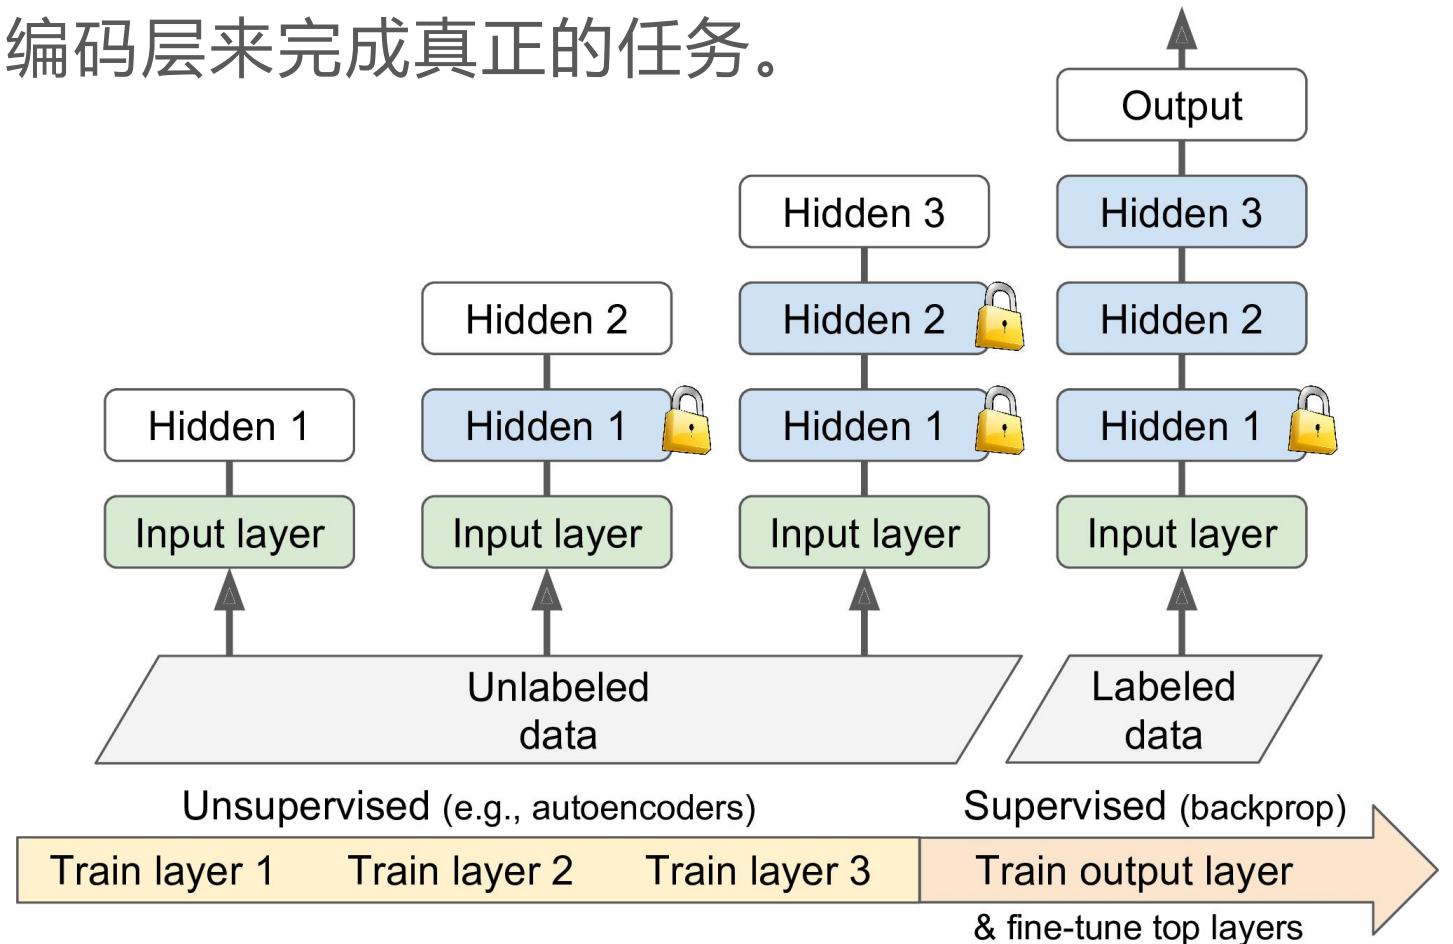 编码层来完成真正的任务。
Output
Hidden 3
Hidden 3
Hidden 2
Hidden 2
Hidden 2
Hidden 1
Hidden 1
Hidden 1
Hidden 1
Input layer
Input layer
Input layer
Input layer
Unlabeled
data
Labeled
data
Unsupervised (e.g., autoencoders)
Supervised (backprop)
Train layer 1
Train layer 2
Train layer 3
Train output layer
& fine-tune top layers